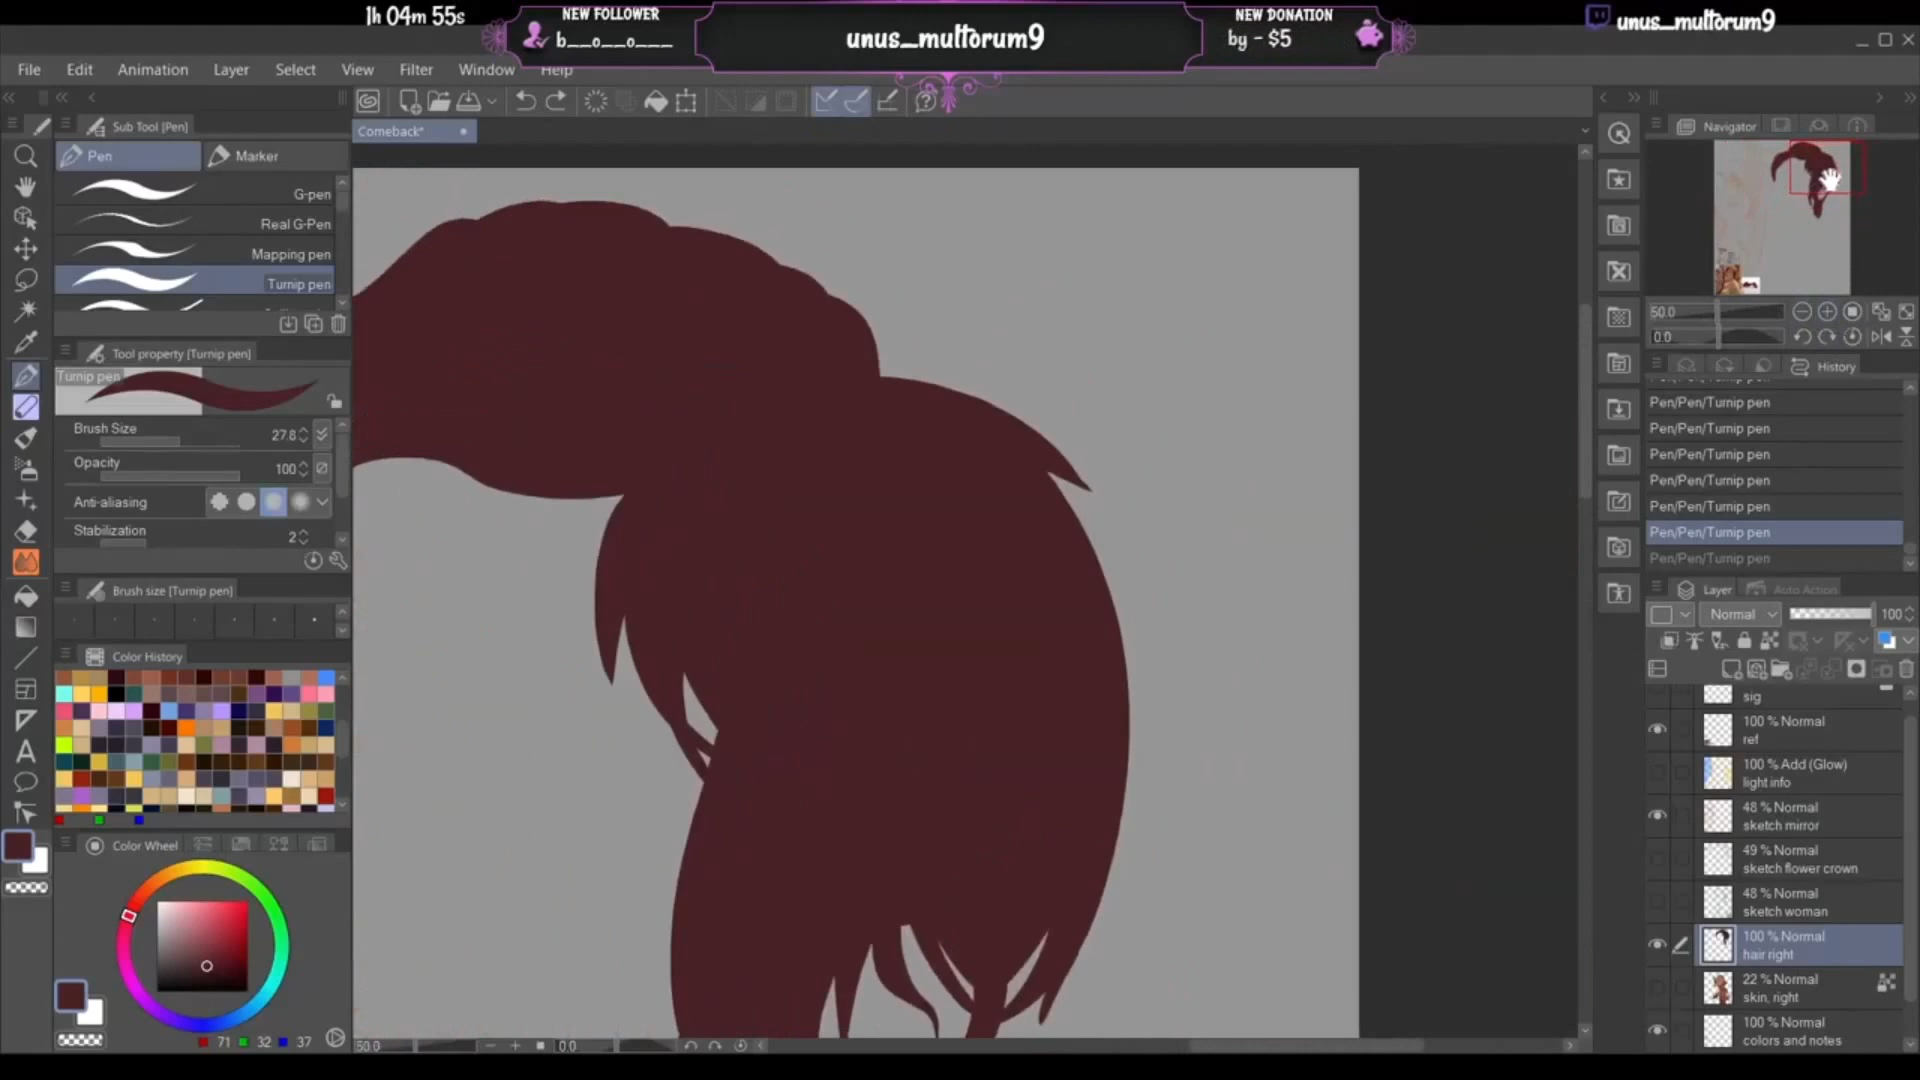 1h 04m 55s
NEW FOLLOWER
b__o__o___
unus_multorum9
NEW DONATION
by - $5
unus_multorum9
File Edit Animation Layer Select View Filter Window Help
Sub Tool [Pen]
Pen Marker
G-pen
Real G-Pen
Mapping pen
Turnip pen
Tool property [Turnip pen]
Turnip pen
Brush Size 27.8
Opacity 100
Anti-aliasing
Stabilization 2
Brush size [Turnip pen]
Color History
Color Wheel
71 32 37
Comeback*
50.0 0.0
Navigator
50.0
0.0
History
Pen/Pen/Turnip pen
Pen/Pen/Turnip pen
Pen/Pen/Turnip pen
Pen/Pen/Turnip pen
Pen/Pen/Turnip pen
Pen/Pen/Turnip pen
Pen/Pen/Turnip pen
Layer Auto Action
Normal 100
sig
100 % Normal
ref
100 % Add (Glow)
light info
48 % Normal
sketch mirror
49 % Normal
sketch flower crown
48 % Normal
sketch woman
100 % Normal
hair right
22 % Normal
skin, right
100 % Normal
colors and notes